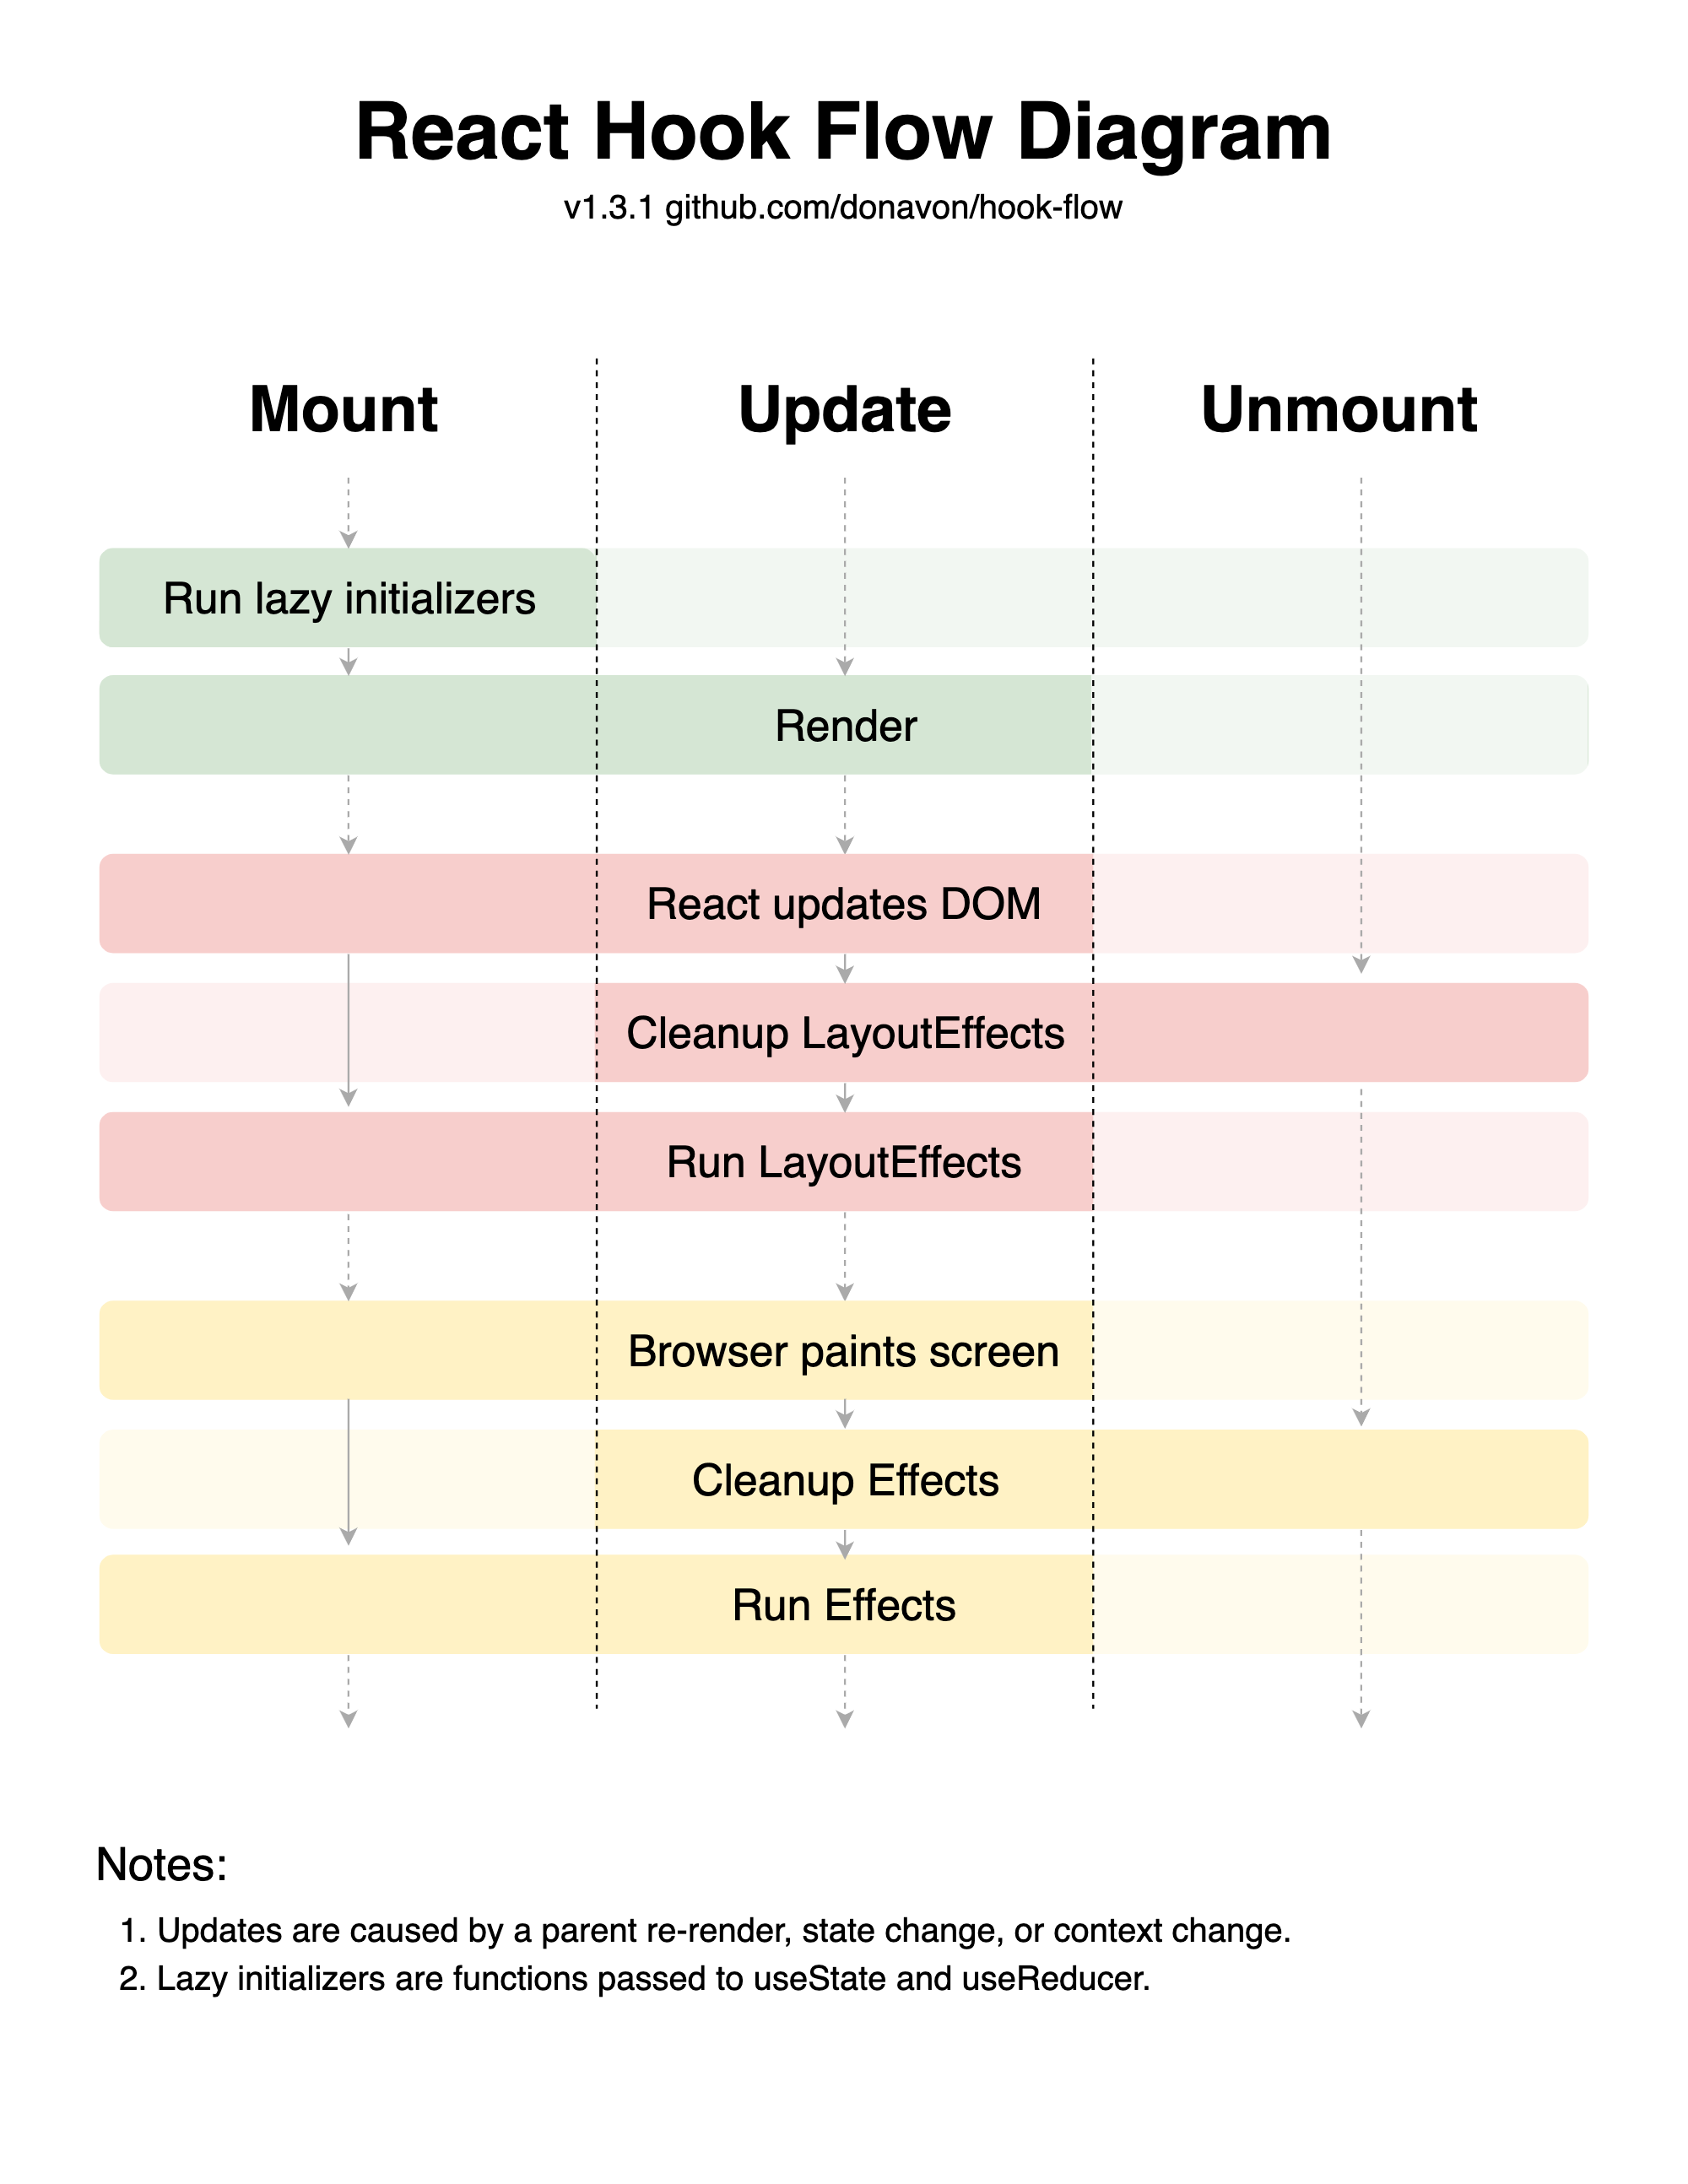 React Hook Flow Diagram
v1.3.1 github.com/donavon/hook-flow
Mount
Update
Unmount
Run lazy initializers
Render
React updates DOM
Cleanup LayoutEffects
Run LayoutEffects
Browser paints screen
Cleanup Effects
Run Effects
Notes:
1. Updates are caused by a parent re-render, state change, or context change.
2. Lazy initializers are functions passed to useState and useReducer.